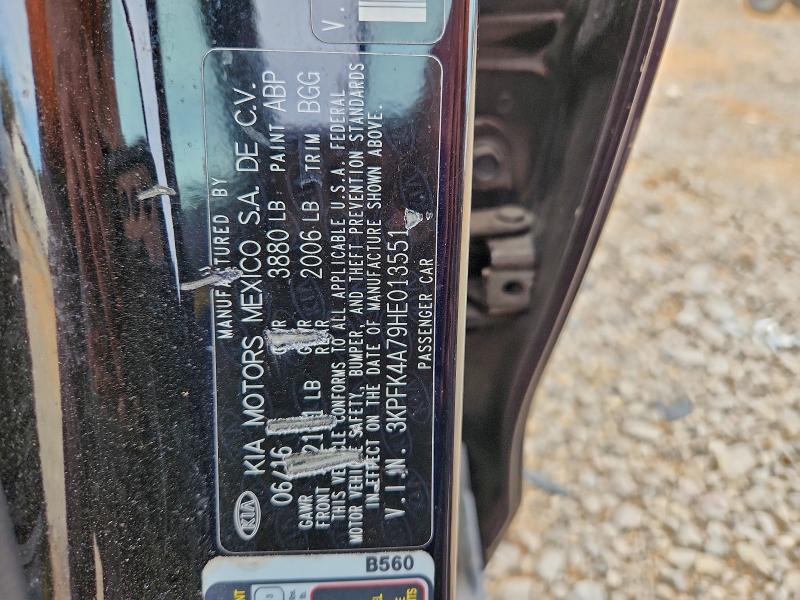 KIA
MANUFACTURED BY
KIA MOTORS MEXICO S.A. DE C.V.
06/16 3880 LB PAINT ABP
GAWR FRONT LB REAR 2006 LB TRIM BGG
THIS VEHICLE CONFORMS TO ALL APPLICABLE U.S.A. FEDERAL
MOTOR VEHICLE SAFETY, BUMPER, AND THEFT PREVENTION STANDARDS
IN EFFECT ON THE DATE OF MANUFACTURE SHOWN ABOVE.
V.I.N. 3KPFK4A79HE013551
PASSENGER CAR
B560
V.